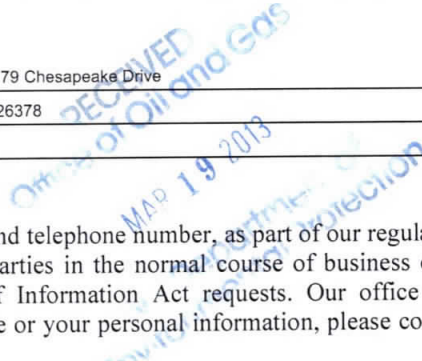 79 Chesapeake Drive
26378
RECEIVED
Office of Oil and Gas
MAR 19 2013
nd telephone number, as part of our regula
arties in the normal course of business
f Information Act requests. Our office
e or your personal information, please co